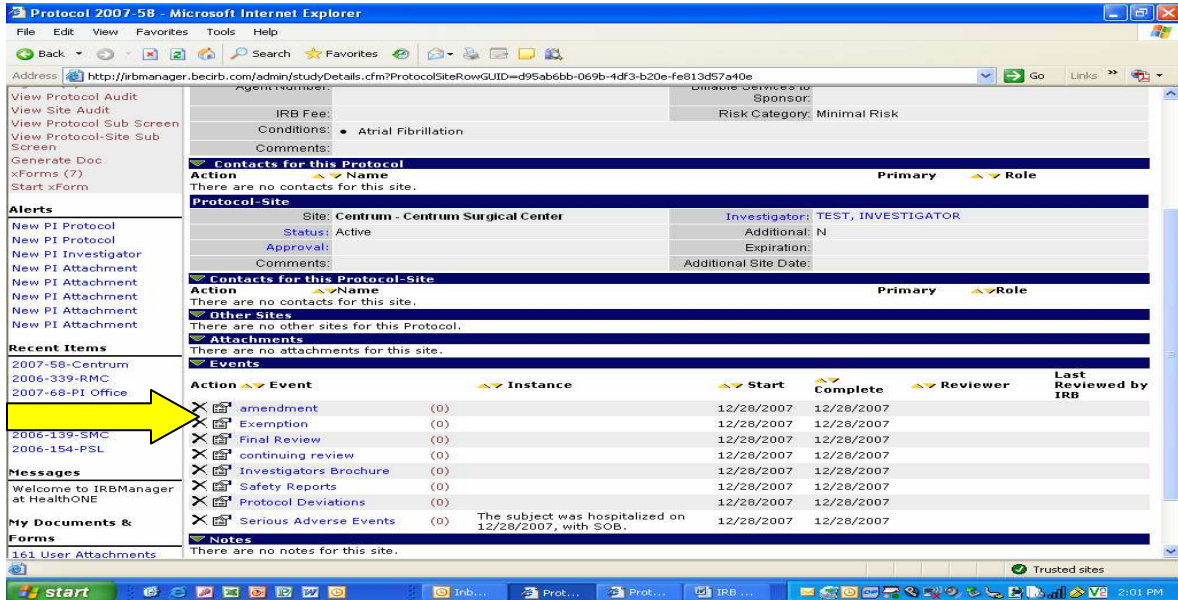 Protocol 2007-58 - Microsoft Internet Explorer
File Edit View Favorites Tools Help
Back Search Favorites
Address http://irbmanager.becirb.com/admin/studyDetails.cfm?ProtocolSiteRowGUID=d95ab6bb-069b-4df3-b20e-fe813d57a40e Go Links »
View Protocol Audit
View Site Audit
View Protocol Sub Screen
View Protocol-Site Sub Screen
Generate Doc
xForms (7)
Start xForm
Alerts
New PI Protocol
New PI Protocol
New PI Investigator
New PI Attachment
New PI Attachment
New PI Attachment
New PI Attachment
New PI Attachment
Recent Items
2007-58-Centrum
2006-339-RMC
2007-68-PI Office
2006-139-SMC
2006-154-PSL
Messages
Welcome to IRBManager at HealthONE
My Documents & Forms
161 User Attachments
Agent Number: Billable Services to Sponsor:
IRB Fee: Risk Category: Minimal Risk
Conditions: • Atrial Fibrillation
Comments:
Contacts for this Protocol
Action Name Primary Role
There are no contacts for this site.
Protocol-Site
Site: Centrum - Centrum Surgical Center Investigator: TEST, INVESTIGATOR
Status: Active Additional: N
Approval: Expiration:
Comments: Additional Site Date:
Contacts for this Protocol-Site
Action Name Primary Role
There are no contacts for this site.
Other Sites
There are no other sites for this Protocol.
Attachments
There are no attachments for this site.
Events
Action Event Instance Start Complete Reviewer Last Reviewed by IRB
amendment (0) 12/28/2007 12/28/2007
Exemption (0) 12/28/2007 12/28/2007
Final Review (0) 12/28/2007 12/28/2007
continuing review (0) 12/28/2007 12/28/2007
Investigators Brochure (0) 12/28/2007 12/28/2007
Safety Reports (0) 12/28/2007 12/28/2007
Protocol Deviations (0) 12/28/2007 12/28/2007
Serious Adverse Events (0) The subject was hospitalized on 12/28/2007, with SOB. 12/28/2007 12/28/2007
Notes
There are no notes for this site.
Trusted sites
start Inb... Prot... Prot... IRB ... 2:01 PM